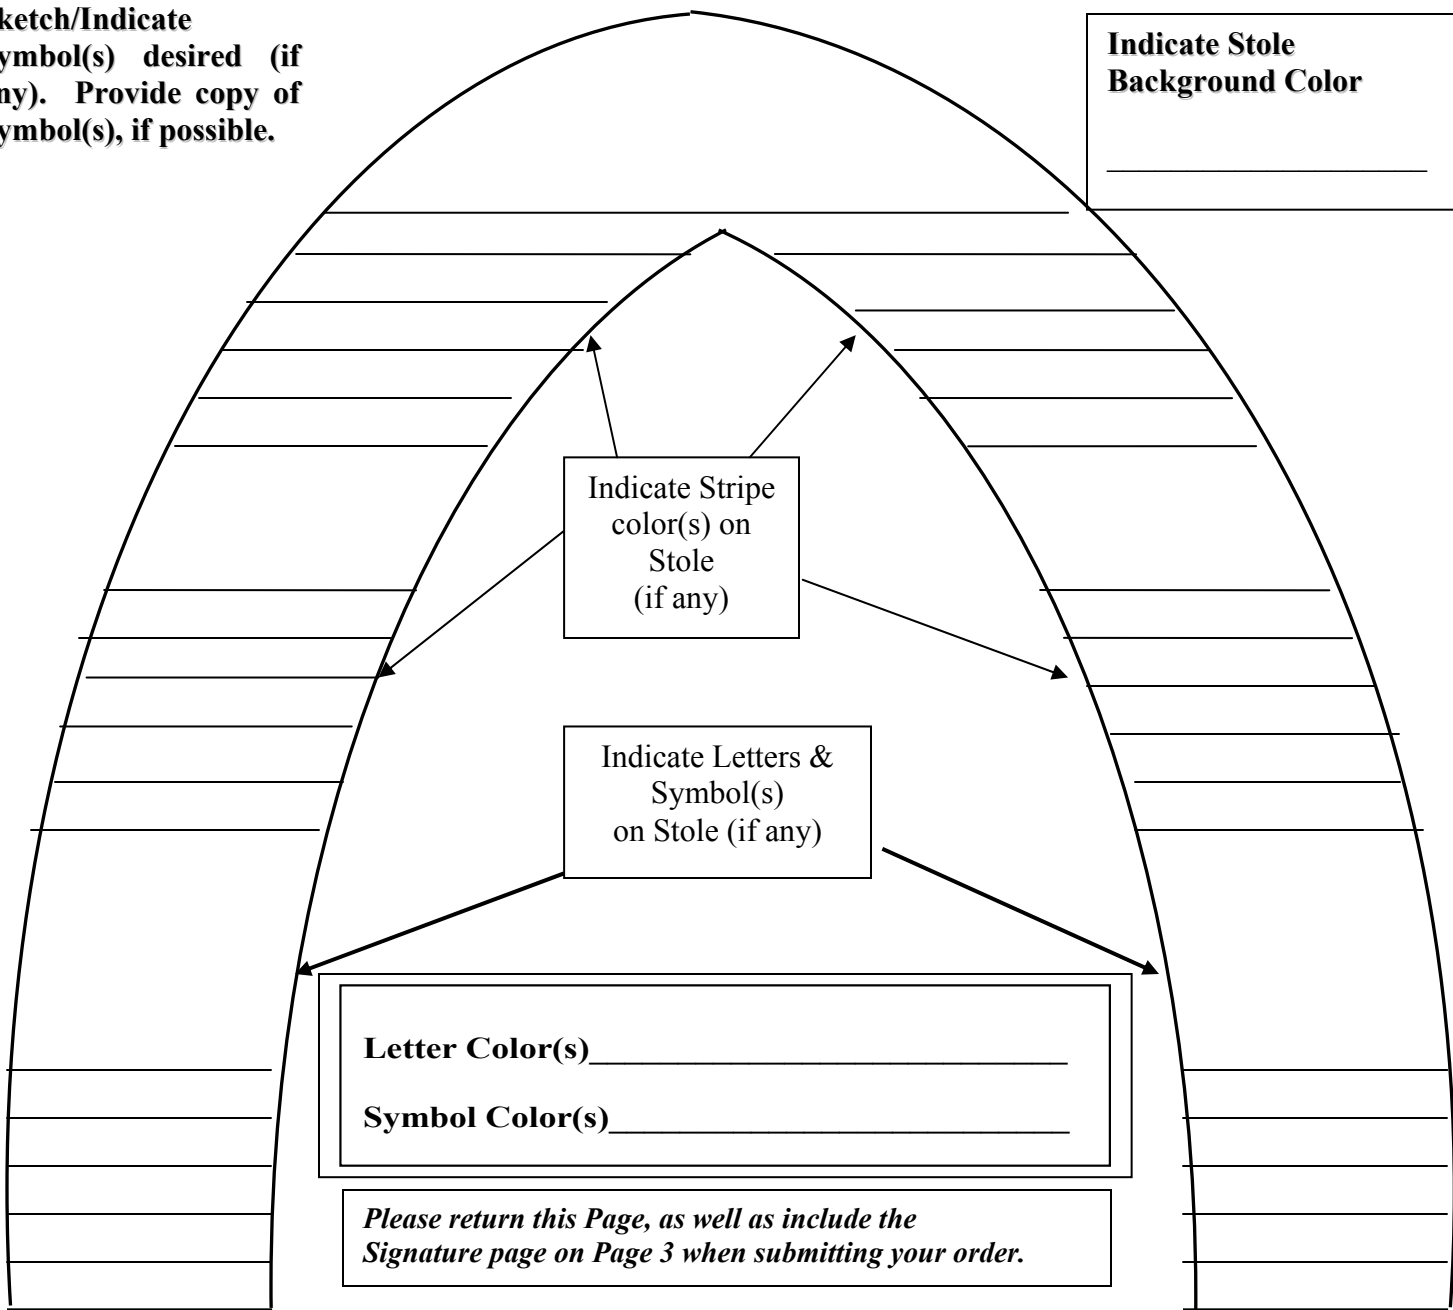 ketch/Indicate
ymbol(s) desired (if
ny). Provide copy of
ymbol(s), if possible.
Indicate Stole
Background Color
Indicate Stripe
color(s) on
Stole
(if any)
Indicate Letters &
Symbol(s)
on Stole (if any)
Letter Color(s)
Symbol Color(s)
Please return this Page, as well as include the
Signature page on Page 3 when submitting your order.